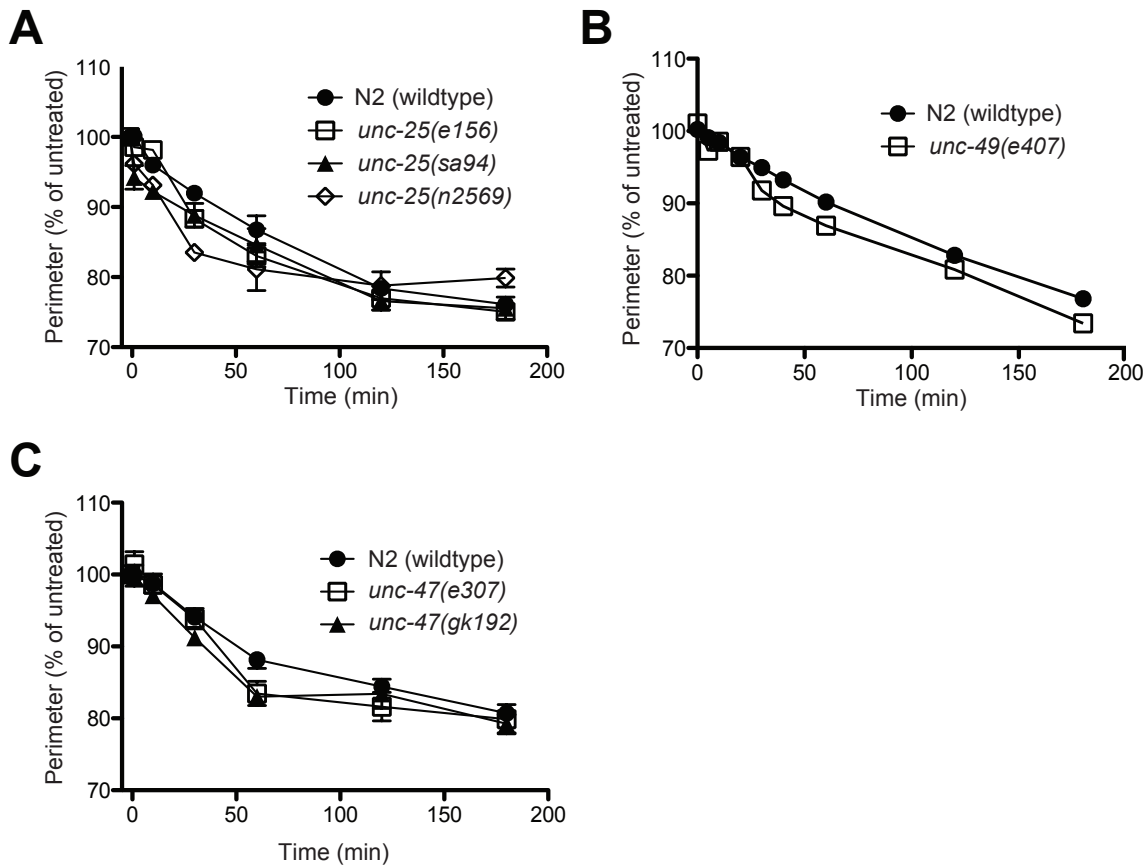 A
Perimeter (% of untreated)
110
100
90
80
70
N2 (wildtype)
unc-25(e156)
unc-25(sa94)
unc-25(n2569)
0
50
100
150
200
Time (min)
B
Perimeter (% of untreated)
110
100
90
80
70
N2 (wildtype)
unc-49(e407)
0
50
100
150
200
Time (min)
C
Perimeter (% of untreated)
110
100
90
80
70
N2 (wildtype)
unc-47(e307)
unc-47(gk192)
0
50
100
150
200
Time (min)